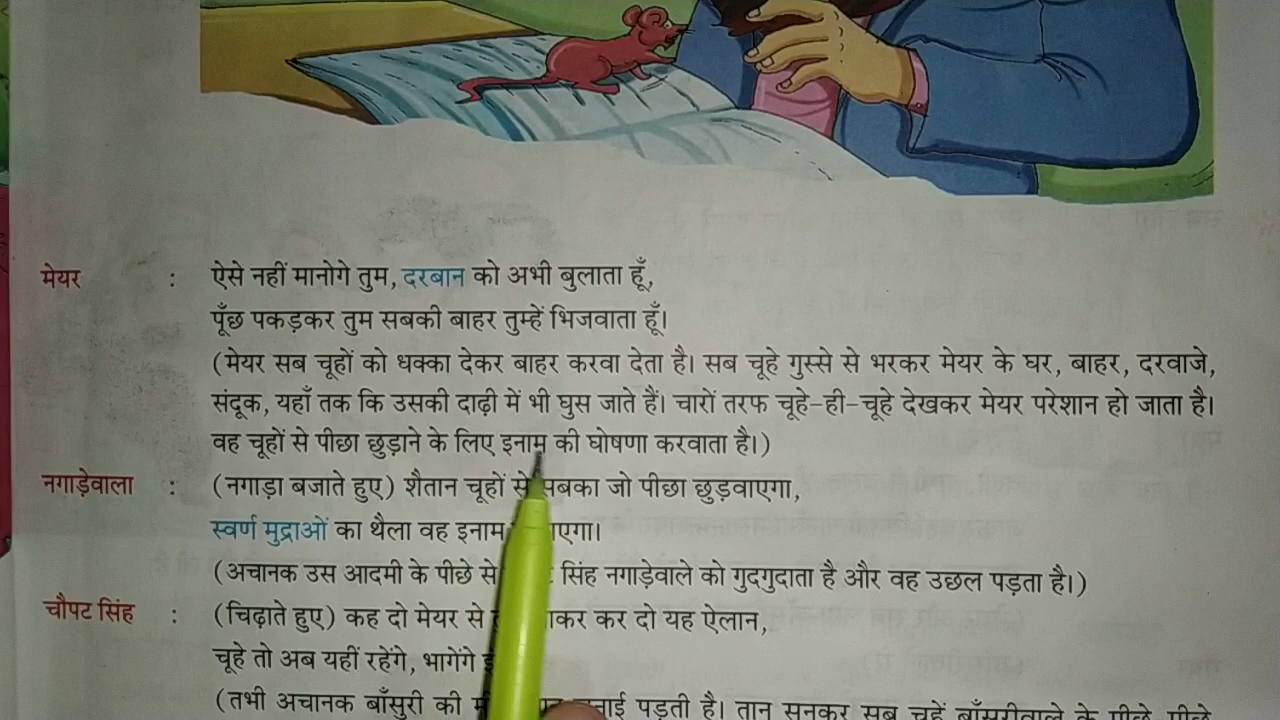 मेयर : ऐसे नहीं मानोगे तुम, दरबान को अभी बुलाता हूँ,
पूँछ पकड़कर तुम सबकी बाहर तुम्हें भिजवाता हूँ।
(मेयर सब चूहों को धक्का देकर बाहर करवा देता है। सब चूहे गुस्से से भरकर मेयर के घर, बाहर, दरवाजे,
संदूक, यहाँ तक कि उसकी दाढ़ी में भी घुस जाते हैं। चारों तरफ चूहे-ही-चूहे देखकर मेयर परेशान हो जाता है।
वह चूहों से पीछा छुड़ाने के लिए इनाम की घोषणा करवाता है।)
नगाड़ेवाला : (नगाड़ा बजाते हुए) शैतान चूहों से सबका जो पीछा छुड़वाएगा,
स्वर्ण मुद्राओं का थैला वह इनाम
(अचानक उस आदमी के पीछे से सिंह नगाड़ेवाले को गुदगुदाता है और वह उछल पड़ता है।)
चौपट सिंह : (चिढ़ाते हुए) कह दो मेयर से कर दो यह ऐलान,
चूहे तो अब यहीं रहेंगे, भागेंगे
(तभी अचानक बाँसुरी की पड़ती है। तान सुनकर सब चूहें बाँसुरीवाले के पीछे-पीछे